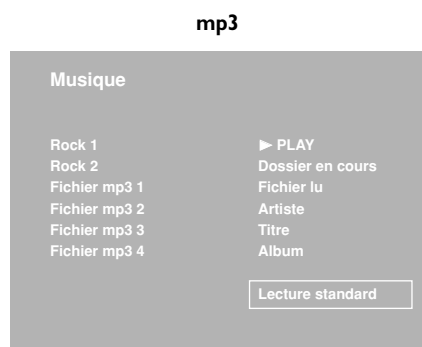 mp3
Musique
Rock 1
Rock 2
Fichier mp3 1
Fichier mp3 2
Fichier mp3 3
Fichier mp3 4
▶ PLAY
Dossier en cours
Fichier lu
Artiste
Titre
Album
Lecture standard